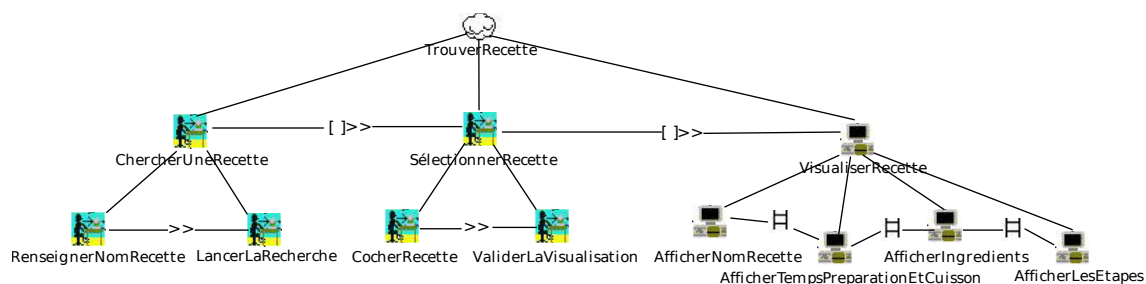 TrouverRecette
[ ]>>
[ ]>>
ChercherUneRecette
SélectionnerRecette
VisualiserRecette
>>
>>
RenseignerNomRecette
LancerLaRecherche
CocherRecette
ValiderLaVisualisation
AfficherNomRecette
AfficherTempsPreparationEtCuisson
AfficherIngredients
AfficherLesEtapes